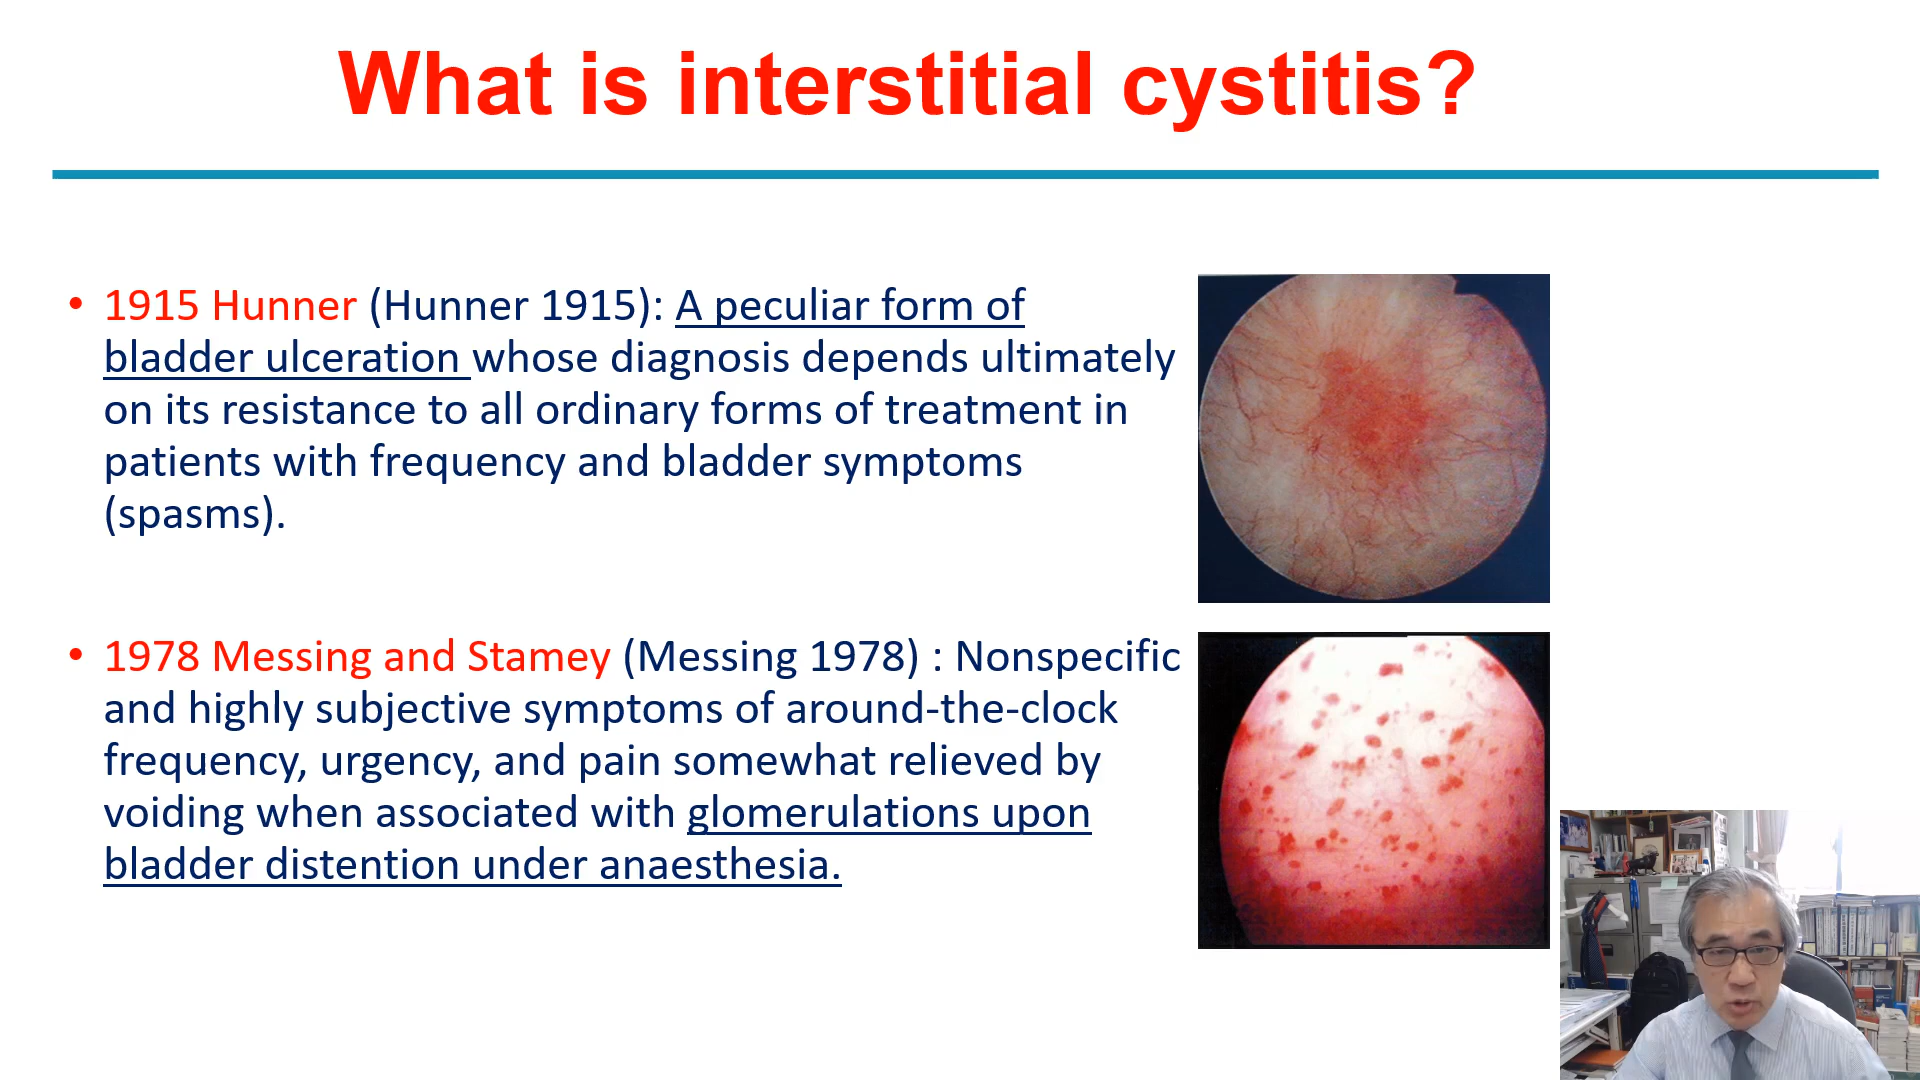 What is interstitial cystitis?
• 1915 Hunner (Hunner 1915): A peculiar form of
bladder ulceration whose diagnosis depends ultimately
on its resistance to all ordinary forms of treatment in
patients with frequency and bladder symptoms
(spasms).
• 1978 Messing and Stamey (Messing 1978) : Nonspecific
and highly subjective symptoms of around-the-clock
frequency, urgency, and pain somewhat relieved by
voiding when associated with glomerulations upon
bladder distention under anaesthesia.